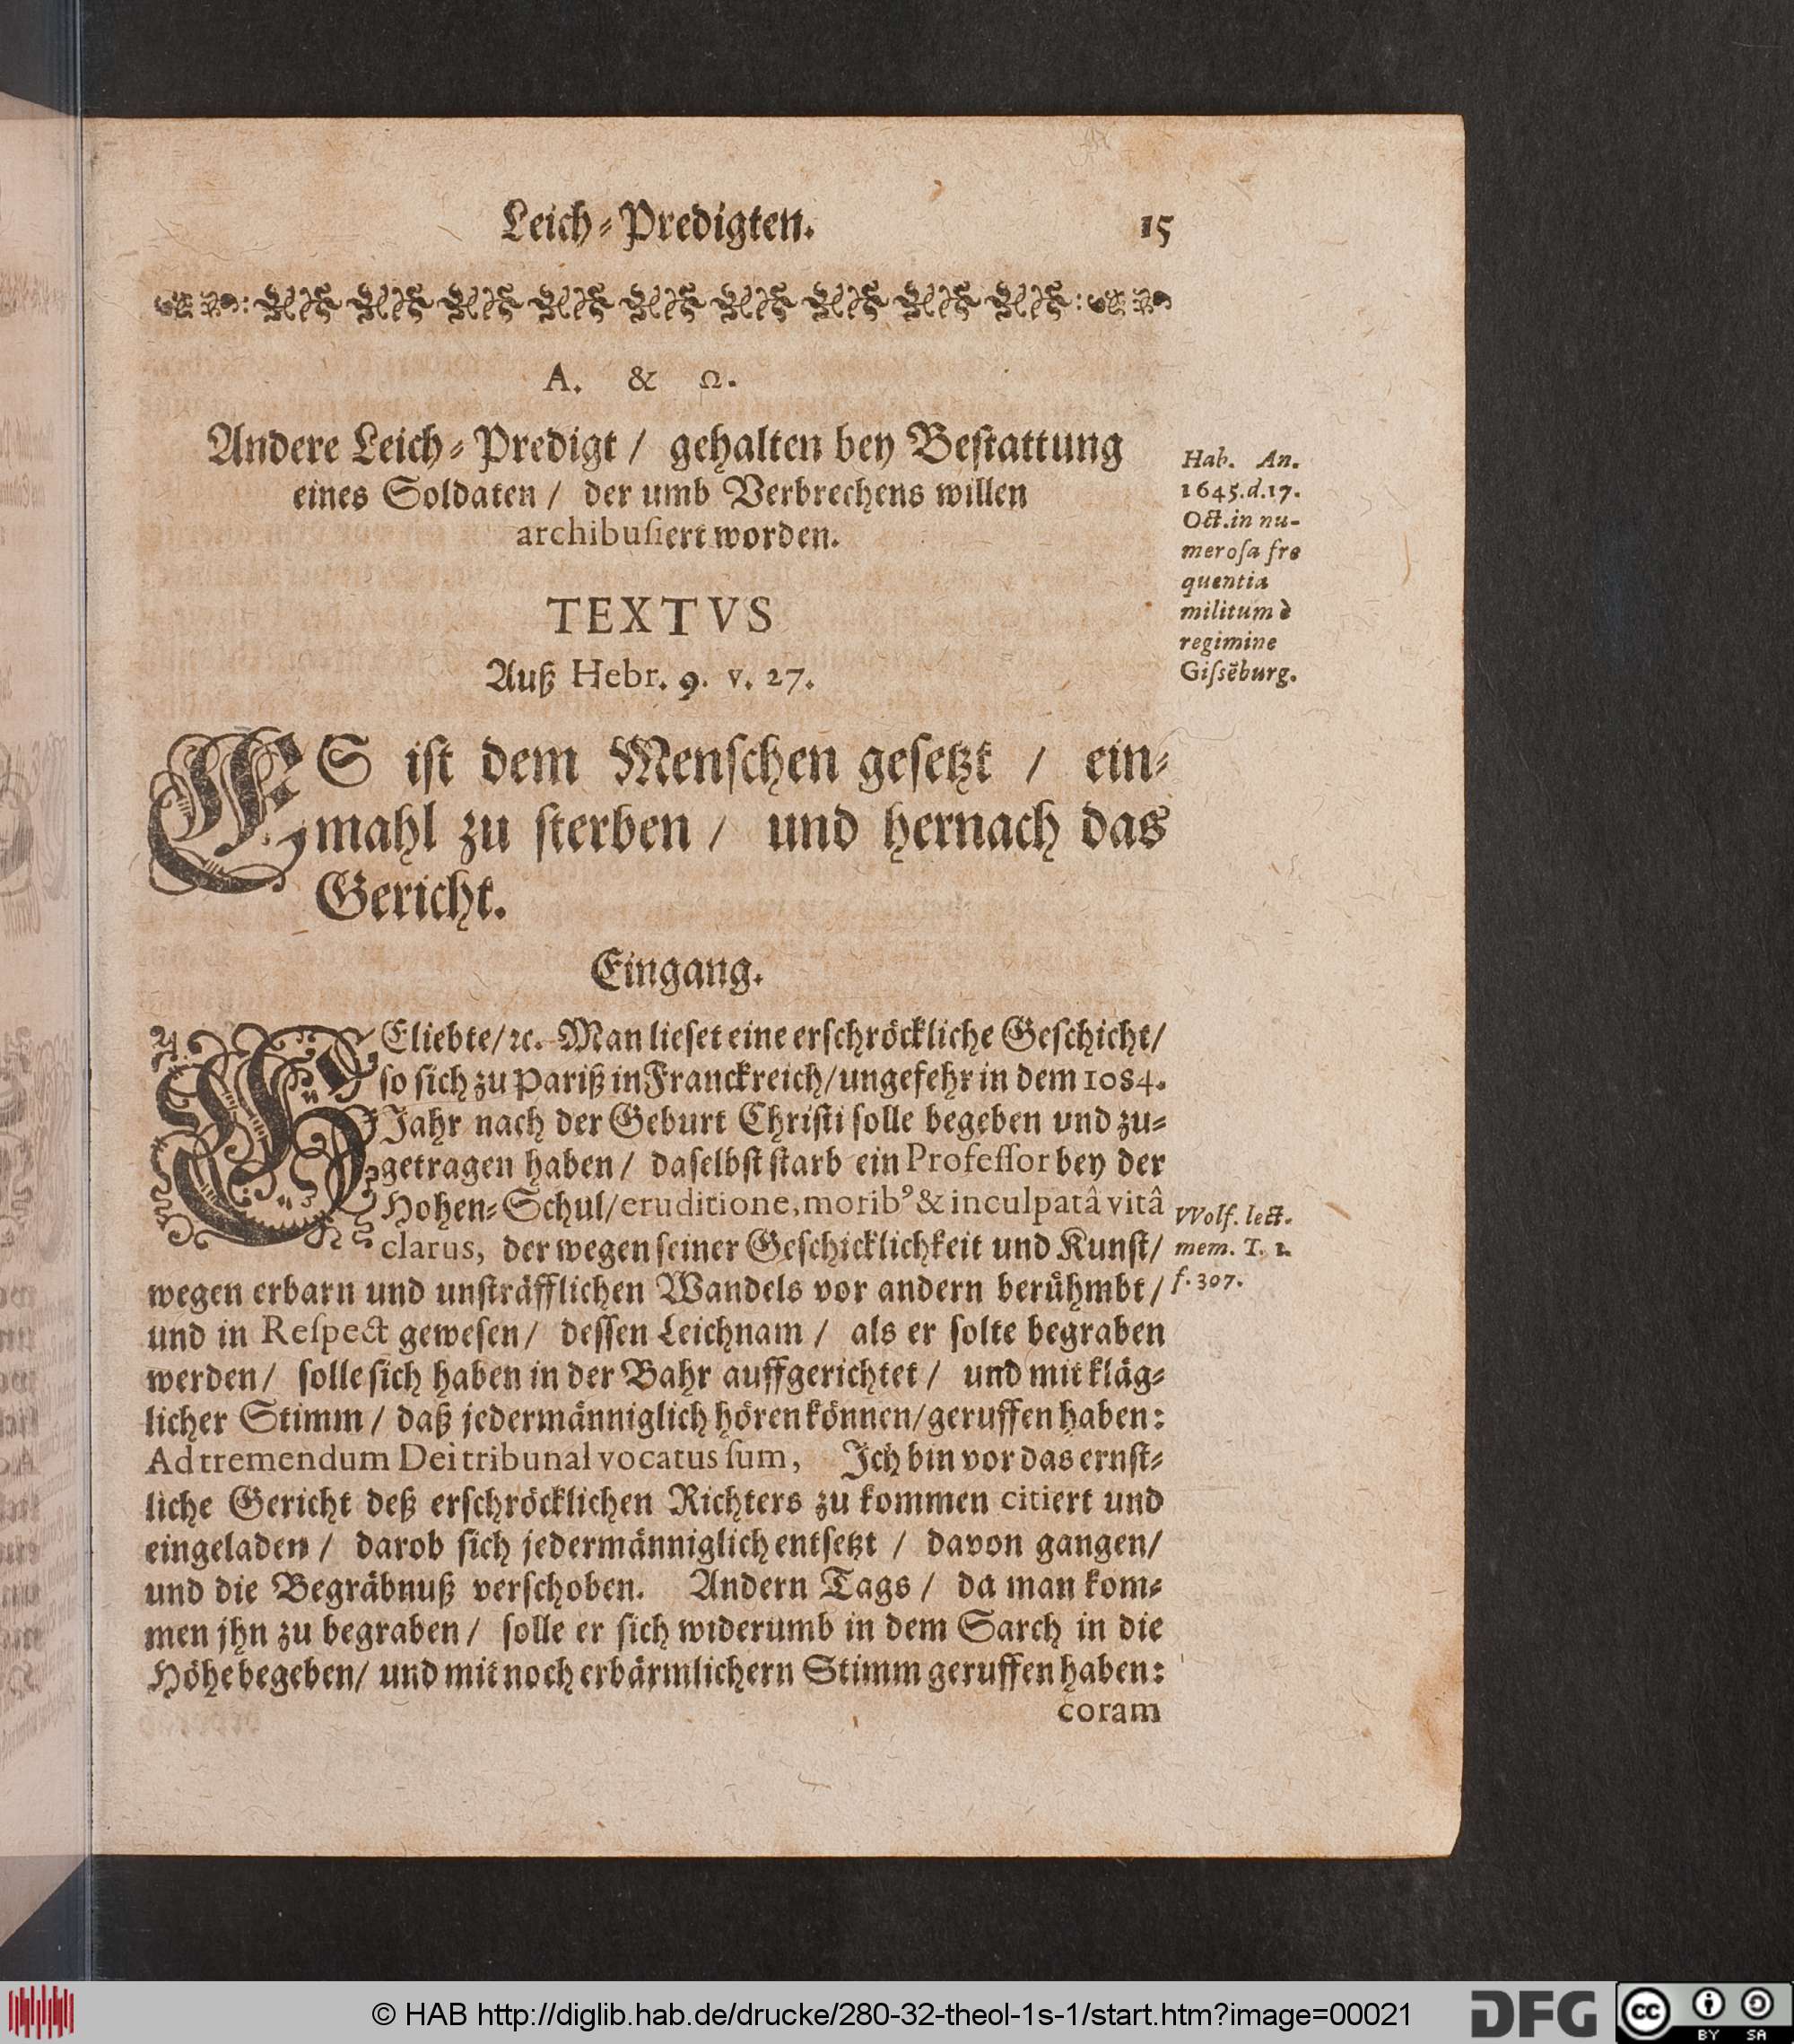 Leich-Predigten. 15
A. & Ω.
Andere Leich-Predigt / gehalten bey Bestattung
eines Soldaten / der umb Verbrechens willen
archibusiert worden.
Hab. An.
1645.d.17.
Oct.in nu-
merosa fre
quentia
militum è
regimine
Gissēburg.
TEXTVS
Auß Hebr. 9. v. 27.
ES ist dem Menschen gesetzt / ein-
mahl zu sterben / und hernach das
Gericht.
Eingang.
GEliebte/ꝛc. Man lieset eine erschröckliche Geschicht/
so sich zu Pariß in Franckreich/ungefehr in dem 1084.
Jahr nach der Geburt Christi solle begeben und zu-
getragen haben / daselbst starb ein Professor bey der
Hohen-Schul/eruditione,moribꝰ & inculpatâ vitâ
clarus, der wegen seiner Geschicklichkeit und Kunst/
wegen erbarn und unsträfflichen Wandels vor andern berühmbt /
und in Respect gewesen / dessen Leichnam / als er solte begraben
werden / solle sich haben in der Bahr auffgerichtet / und mit kläg-
licher Stimm / daß jedermänniglich hören können/geruffen haben:
Ad tremendum Dei tribunal vocatus sum, Ich bin vor das ernst-
liche Gericht deß erschröcklichen Richters zu kommen citiert und
eingeladen / darob sich jedermänniglich entsetzt / davon gangen/
und die Begräbnuß verschoben. Andern Tags / da man kom-
men jhn zu begraben / solle er sich widerumb in dem Sarch in die
Höhe begeben/ und mit noch erbärmlichern Stimm geruffen haben:
coram
Wolf. lect.
mem. T. 1.
f. 307.
© HAB http://diglib.hab.de/drucke/280-32-theol-1s-1/start.htm?image=00021
DFG
cc BY SA